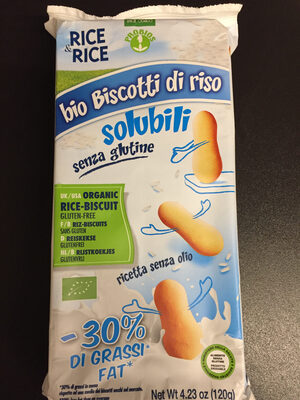 RICE
&
RICE
PROBIOS
bio Biscotti di riso
solubili
senza glutine
UK/USA ORGANIC
RICE-BISCUIT
GLUTEN-FREE
F/B RIZ-BISCUITS
SANS GLUTEN
D REISKEKSE
GLUTENFREI
NL/B RIJSTKOEKJES
GLUTENVRIJ
ricetta senza olio
-30%*
DI GRASSI
FAT*
Net Wt 4.23 oz (120g)